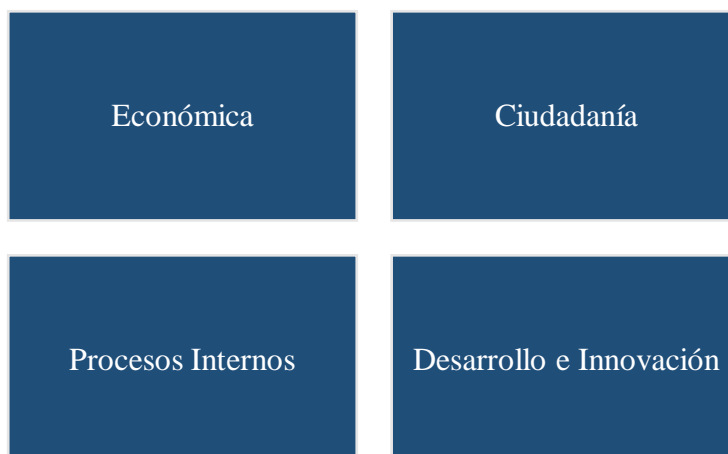 Económica
Ciudadanía
Procesos Internos
Desarrollo e Innovación